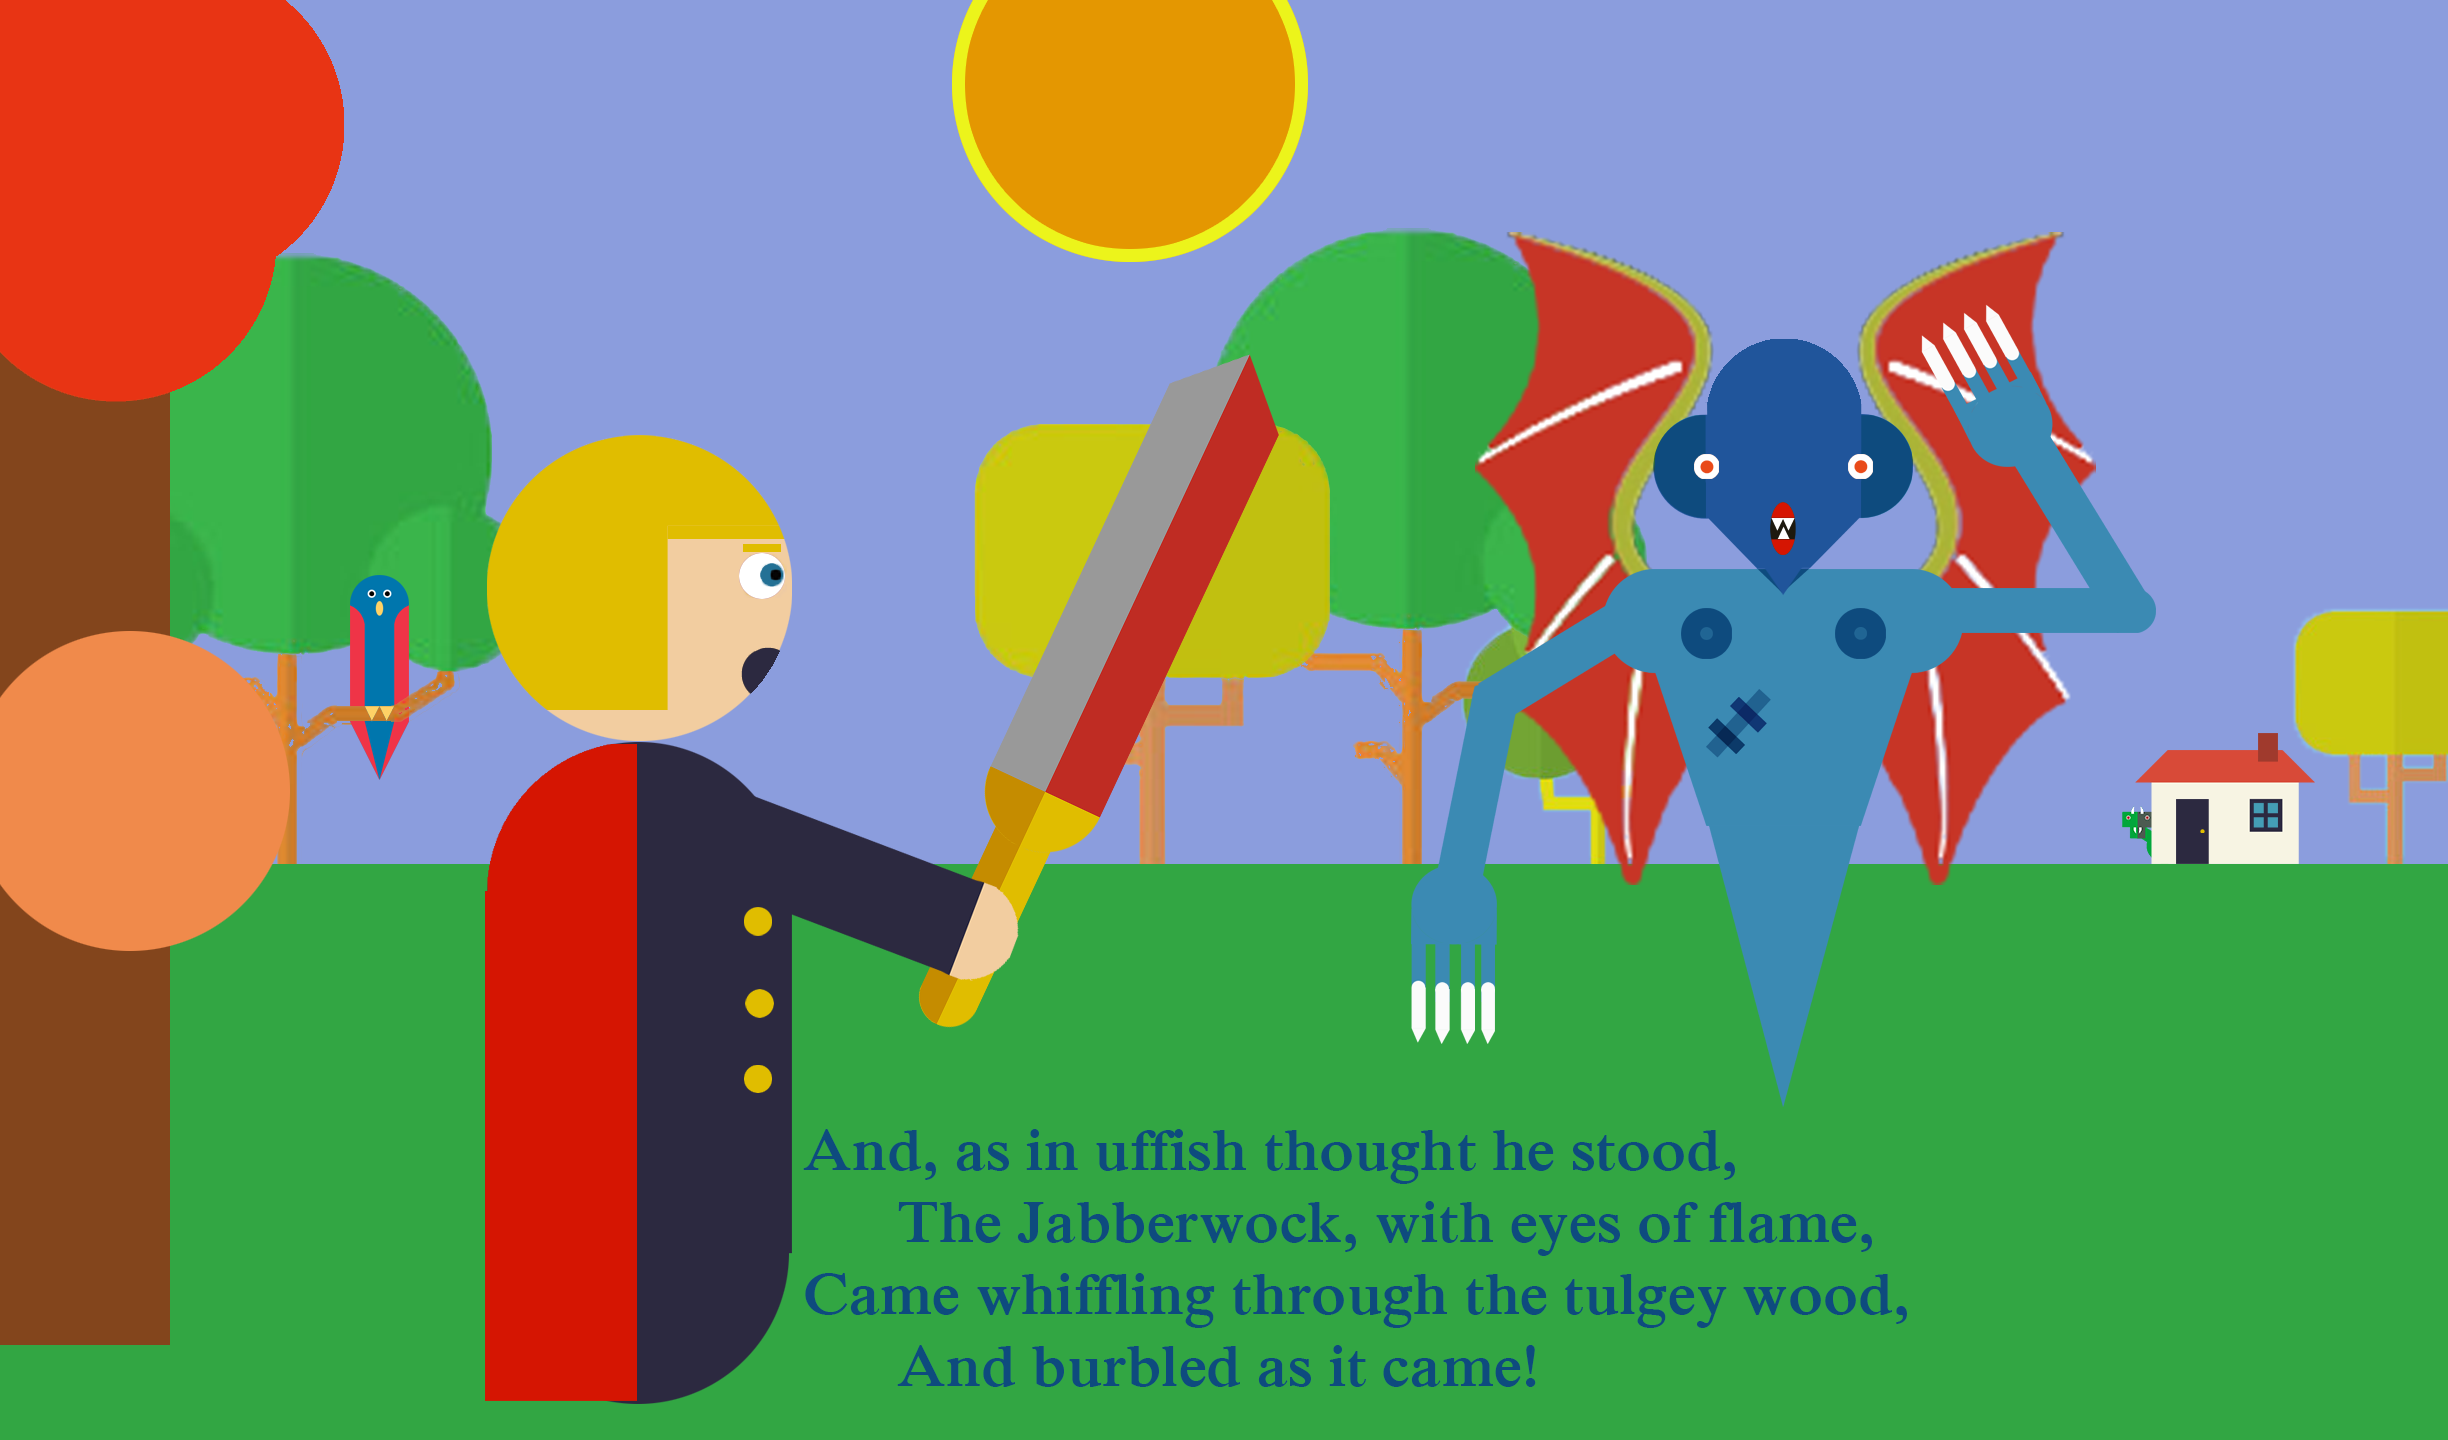 And, as in uffish thought he stood,
The Jabberwock, with eyes of flame,
Came whiffling through the tulgey wood,
And burbled as it came!